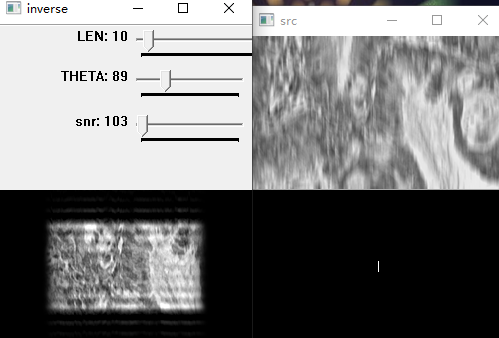 inverse
src
LEN: 10
THETA: 89
snr: 103